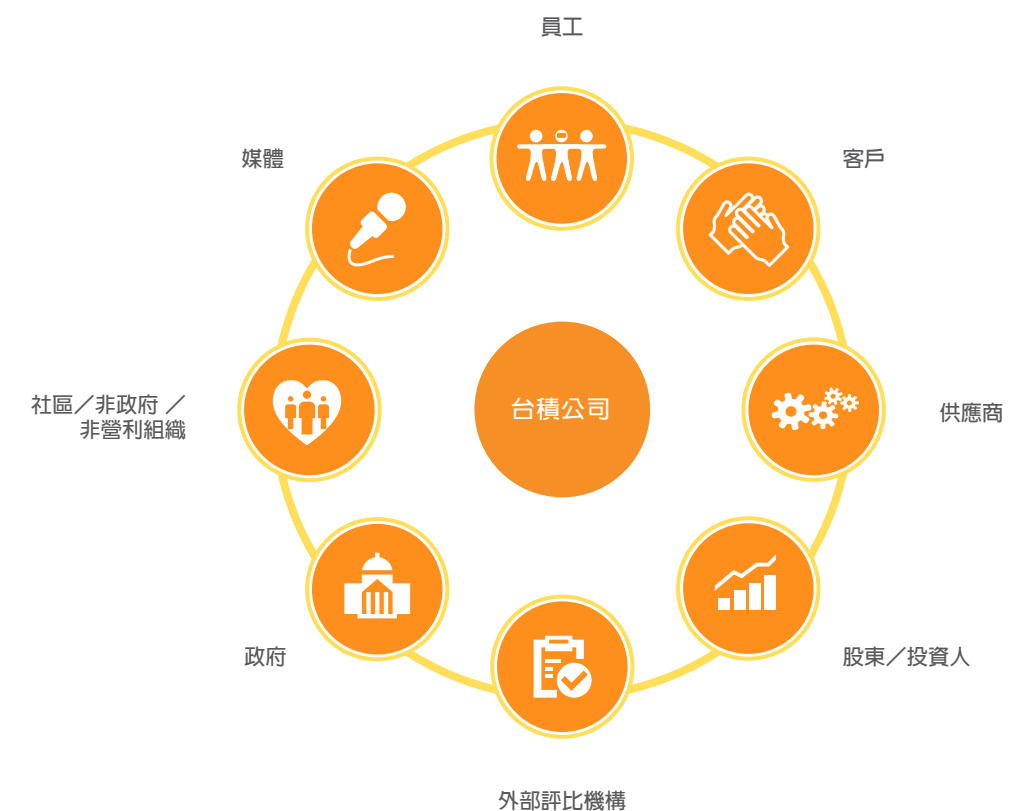 員工
媒體
客戶
社區／非政府 ／
非營利組織
台積公司
供應商
政府
股東／投資人
外部評比機構